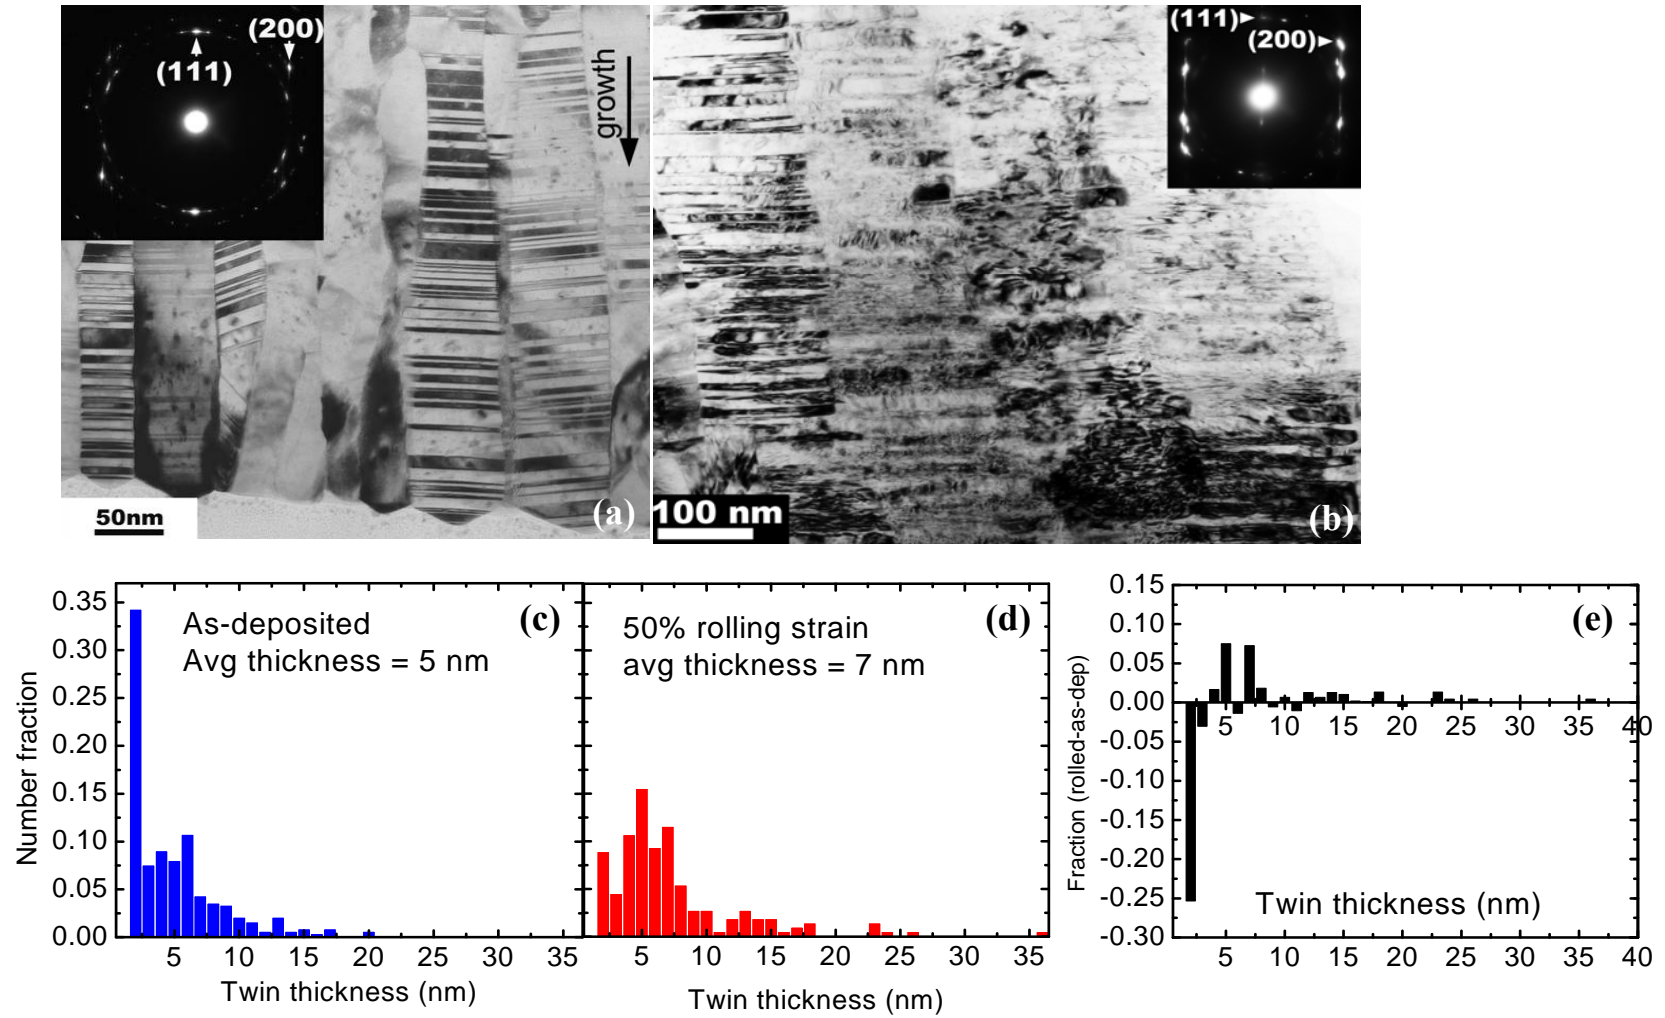 (200)
(111)
growth
50nm
(a)
(111)
(200)
100 nm
(b)
0.35
0.30
0.25
0.20
0.15
0.10
0.05
0.00
Number fraction
As-deposited
Avg thickness = 5 nm
(c)
5 10 15 20 25 30 35
Twin thickness (nm)
50% rolling strain
avg thickness = 7 nm
(d)
5 10 15 20 25 30 35
Twin thickness (nm)
0.15
0.10
0.05
0.00
-0.05
-0.10
-0.15
-0.20
-0.25
-0.30
Fraction (rolled-as-dep)
(e)
5 10 15 20 25 30 35 40
Twin thickness (nm)
5 10 15 20 25 30 35 40